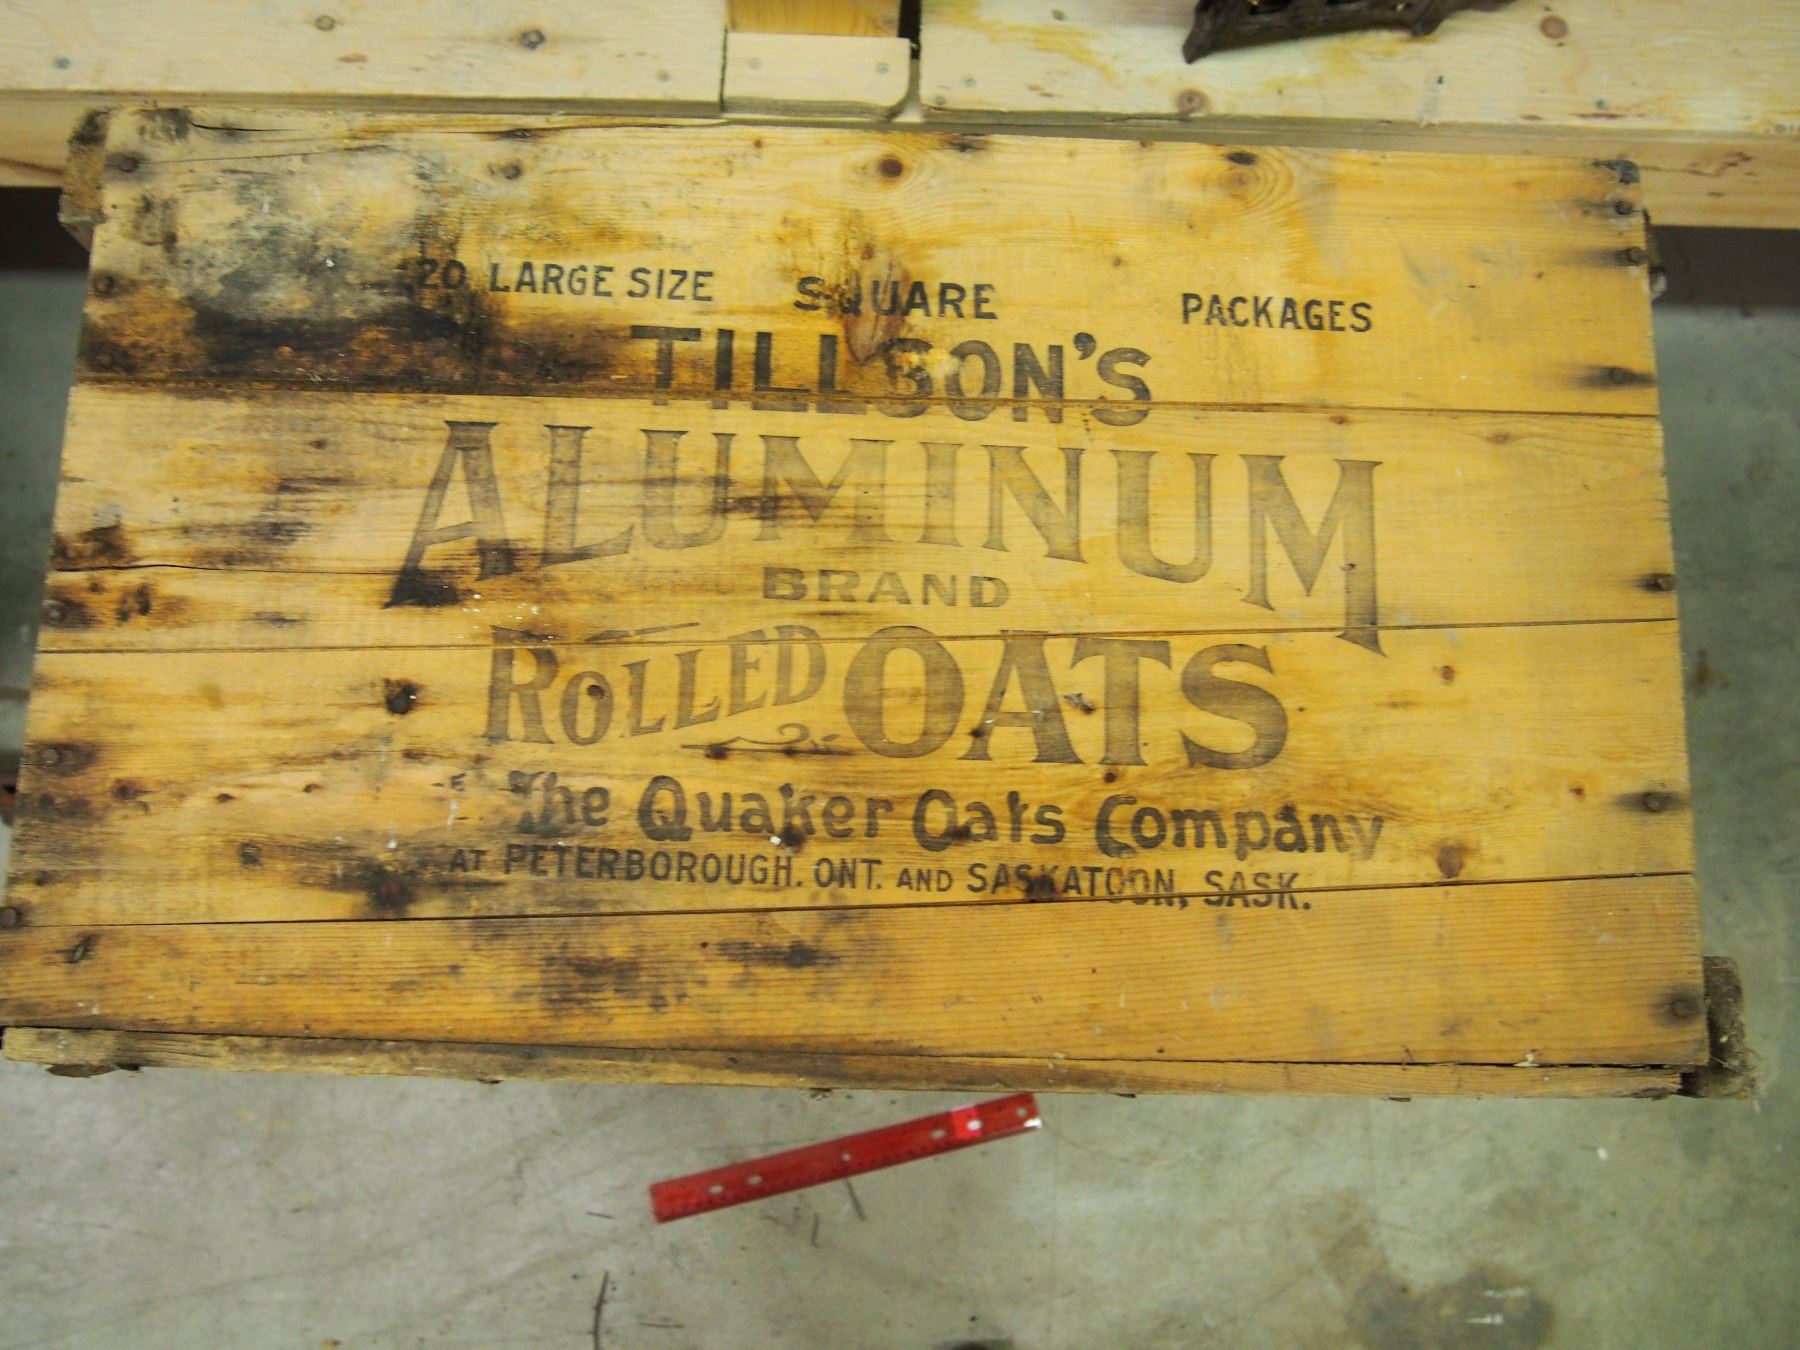 20 LARGE SIZE SQUARE PACKAGES
TILLSON'S
ALUMINUM
BRAND
ROLLED OATS
The Quaker Oats Company
AT PETERBOROUGH. ONT. AND SASKATOON, SASK.